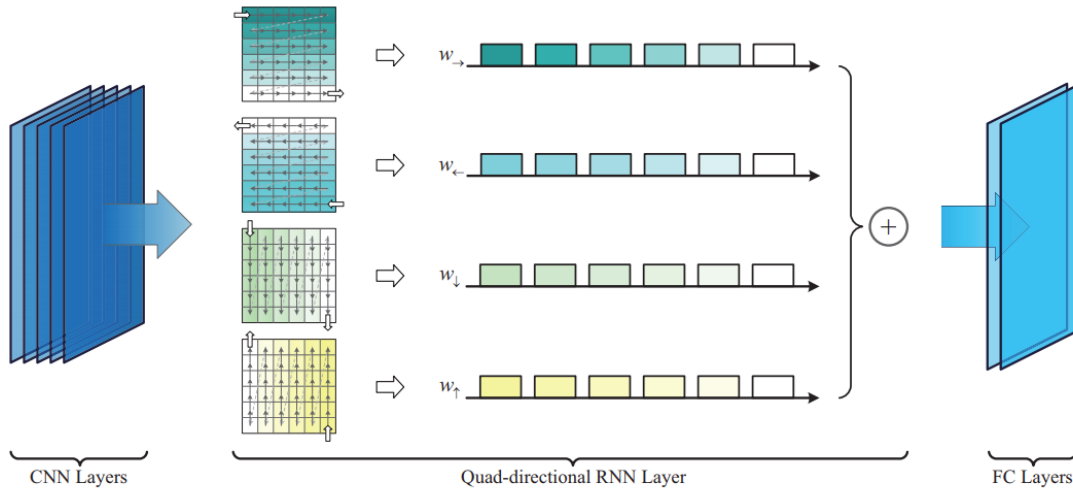 w→
w←
w↓
w↑
+
CNN Layers
Quad-directional RNN Layer
FC Layers